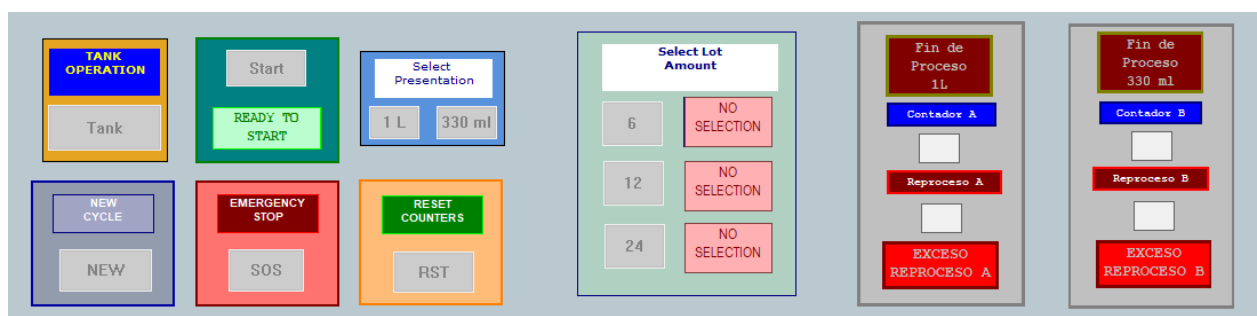 TANK
OPERATION
Tank
Start
READY TO
START
Select
Presentation
1 L
330 ml
NEW
CYCLE
NEW
EMERGENCY
STOP
SOS
RESET
COUNTERS
RST
Select Lot
Amount
6
NO
SELECTION
12
NO
SELECTION
24
NO
SELECTION
Fin de
Proceso
1L
Contador A
Reproceso A
EXCESO
REPROCESO A
Fin de
Proceso
330 ml
Contador B
Reproceso B
EXCESO
REPROCESO B